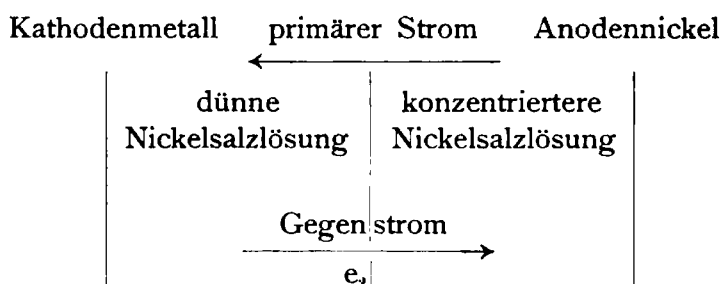 Kathodenmetall primärer Strom Anodennickel
dünne konzentriertere
Nickelsalzlösung Nickelsalzlösung
Gegenstrom
e